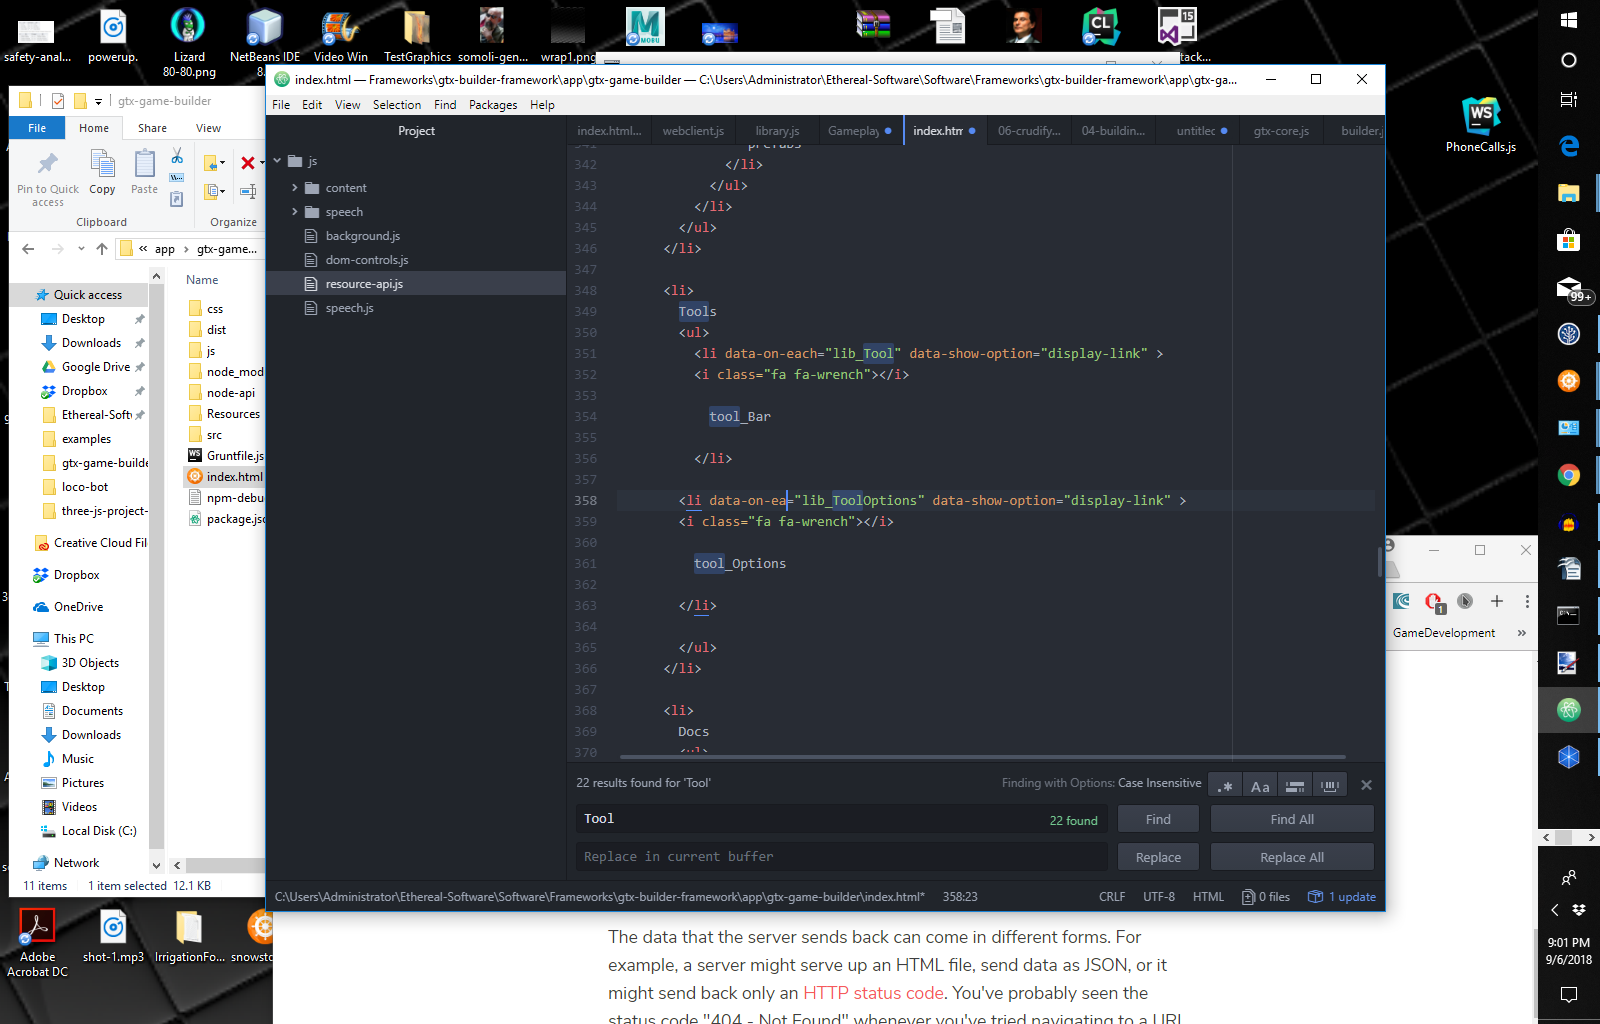 safety-anal...
powerup.
Lizard
80-80.png
NetBeans IDE
8.
Video Win
TestGraphics
somoli-gen...
wrap1.png
MOBU
CL
15
tack...
WS
PhoneCalls.js
gtx-game-builder
File
Home
Share
View
Pin to Quick
access
Copy
Paste
Clipboard
Organize
« app › gtx-game...
Name
Quick access
Desktop
Downloads
Google Drive
Dropbox
Ethereal-Soft
examples
gtx-game-builde
loco-bot
three-js-project-
Creative Cloud Fil
Dropbox
OneDrive
This PC
3D Objects
Desktop
Documents
Downloads
Music
Pictures
Videos
Local Disk (C:)
Network
css
dist
js
node_mod
node-api
Resources
src
Gruntfile.js
index.html
npm-debu
package.jso
11 items 1 item selected 12.1 KB
index.html — Frameworks\gtx-builder-framework\app\gtx-game-builder — C:\Users\Administrator\Ethereal-Software\Software\Frameworks\gtx-builder-framework\app\gtx-ga...
File Edit View Selection Find Packages Help
Project
js
content
speech
background.js
dom-controls.js
resource-api.js
speech.js
index.html...
webclient.js
library.js
Gameplay
index.htm
06-crudify...
04-buildin...
untitled
gtx-core.js
builder.j
341 prefabs
342 </li>
343 </ul>
344 </li>
345 </ul>
346 </li>
347
348 <li>
349 Tools
350 <ul>
351 <li data-on-each="lib_Tool" data-show-option="display-link" >
352 <i class="fa fa-wrench"></i>
353
354 tool_Bar
355
356 </li>
357
358 <li data-on-ea="lib_ToolOptions" data-show-option="display-link" >
359 <i class="fa fa-wrench"></i>
360
361 tool_Options
362
363 </li>
364
365 </ul>
366 </li>
367
368 <li>
369 Docs
370 <ul>
22 results found for 'Tool'
Finding with Options: Case Insensitive
.*
Aa
Tool
22 found
Find
Find All
Replace in current buffer
Replace
Replace All
C:\Users\Administrator\Ethereal-Software\Software\Frameworks\gtx-builder-framework\app\gtx-game-builder\index.html*
358:23
CRLF UTF-8 HTML 0 files 1 update
99+
1
GameDevelopment »
Adobe
Acrobat DC
shot-1.mp3
IrrigationFo...
snowsto
The data that the server sends back can come in different forms. For
example, a server might serve up an HTML file, send data as JSON, or it
might send back only an HTTP status code. You've probably seen the
status code "404 - Not Found" whenever you've tried navigating to a URL
9:01 PM
9/6/2018